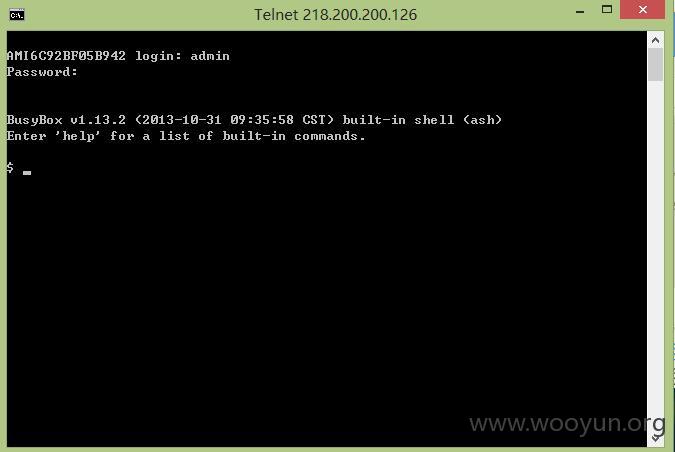 Telnet 218.200.200.126
AMI6C92BF05B942 login: admin
Password:
BusyBox v1.13.2 (2013-10-31 09:35:58 CST) built-in shell (ash)
Enter 'help' for a list of built-in commands.
$
www.wooyun.org